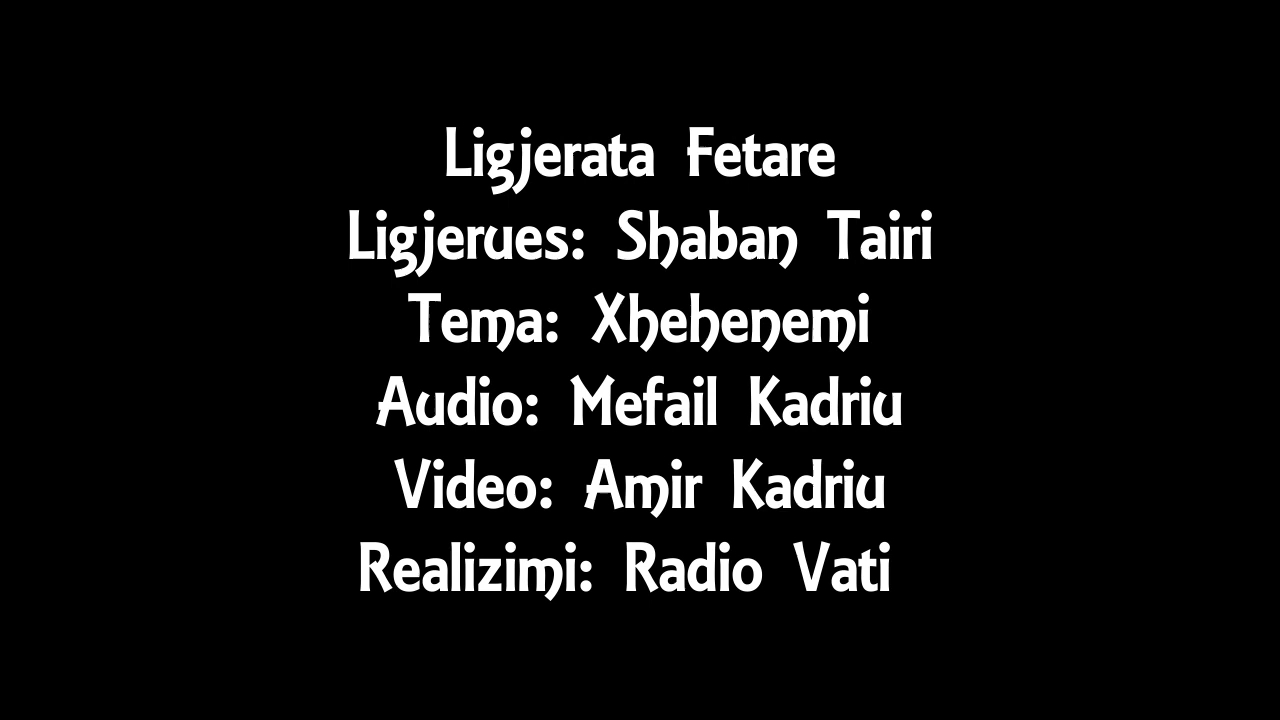 Ligjerata Fetare
Ligjerues: Shaban Tairi
Tema: Xhehenemi
Audio: Mefail Kadriu
Video: Amir Kadriu
Realizimi: Radio Vati